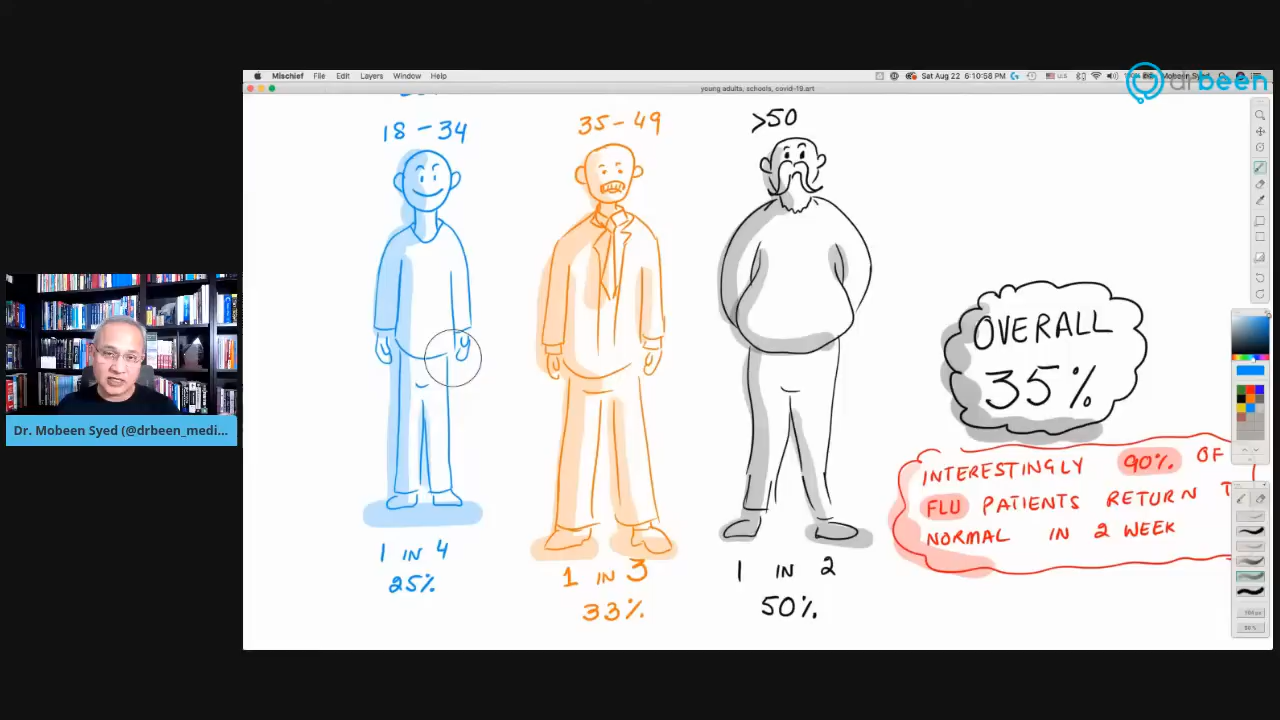 drbeen
Mischief File Edit Layers Window Help
Sat Aug 22 6:10:58 PM
Mobeen Syed
young adults, schools, covid-19.art
18 - 34
35 - 49
>50
OVERALL
35%
INTERESTINGLY 90% OF
FLU PATIENTS RETURN
NORMAL IN 2 WEEK
1 IN 4
25%
1 IN 3
33%
1 IN 2
50%
Dr. Mobeen Syed (@drbeen_medi...